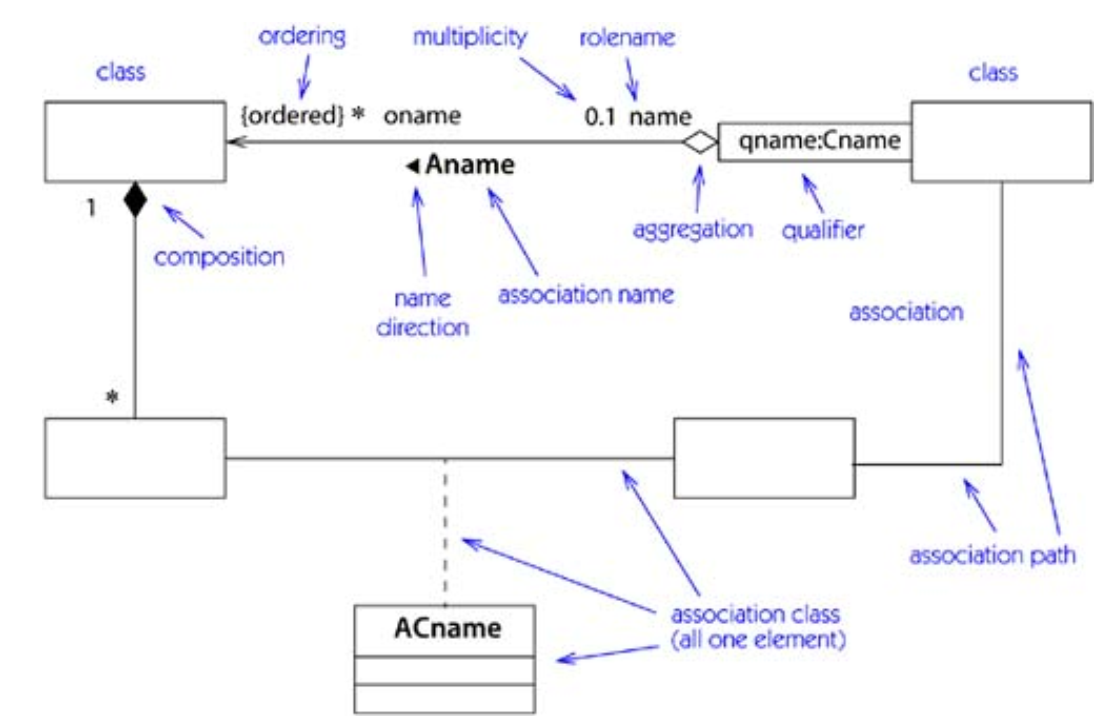 ordering
multiplicity
rolename
class
class
{ordered} * oname
0.1 name
qname:Cname
Aname
1
composition
aggregation
qualifier
name
direction
association name
association
*
association path
ACname
association class
(all one element)